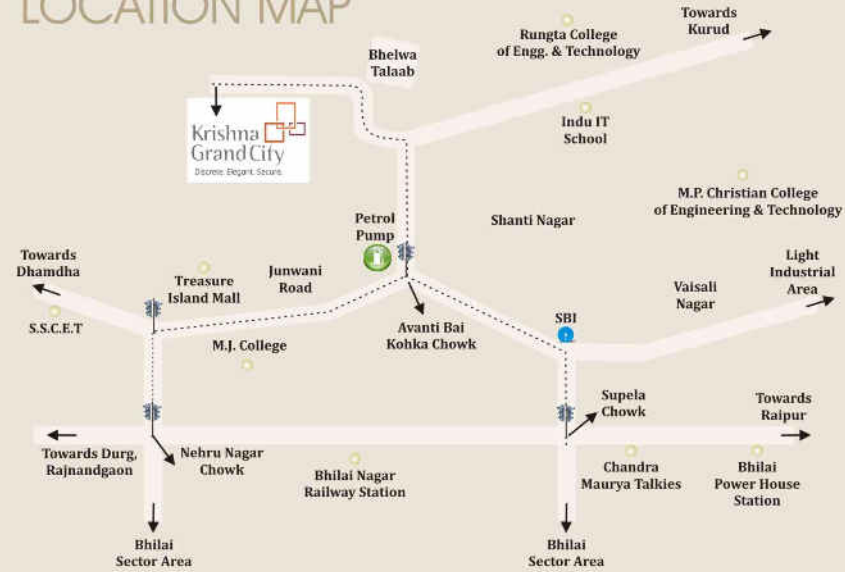 LOCATION MAP
Towards
Kurud
Rungta College
of Engg. & Technology
Bhelwa
Talaab
Krishna
Grand City
Discrete. Elegant. Secure.
Indu IT
School
M.P. Christian College
of Engineering & Technology
Shanti Nagar
Petrol
Pump
Towards
Dhamdha
Treasure
Island Mall
Junwani
Road
Light
Industrial
Area
Vaisali
Nagar
S.S.C.E.T
M.J. College
Avanti Bai
Kohka Chowk
SBI
Supela
Chowk
Towards
Raipur
Towards Durg,
Rajnandgaon
Nehru Nagar
Chowk
Bhilai Nagar
Railway Station
Chandra
Maurya Talkies
Bhilai
Power House
Station
Bhilai
Sector Area
Bhilai
Sector Area